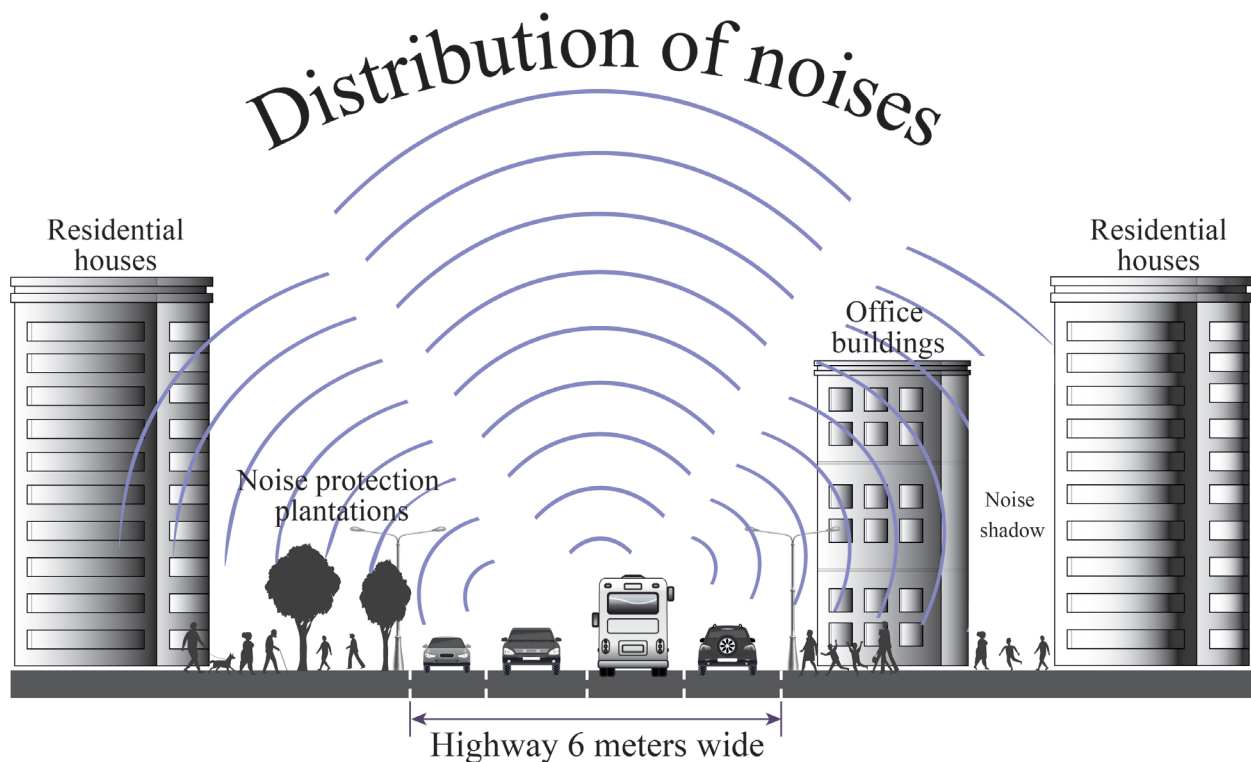 Distribution of noises
Residential
houses
Residential
houses
Office
buildings
Noise protection
plantations
Noise
shadow
Highway 6 meters wide